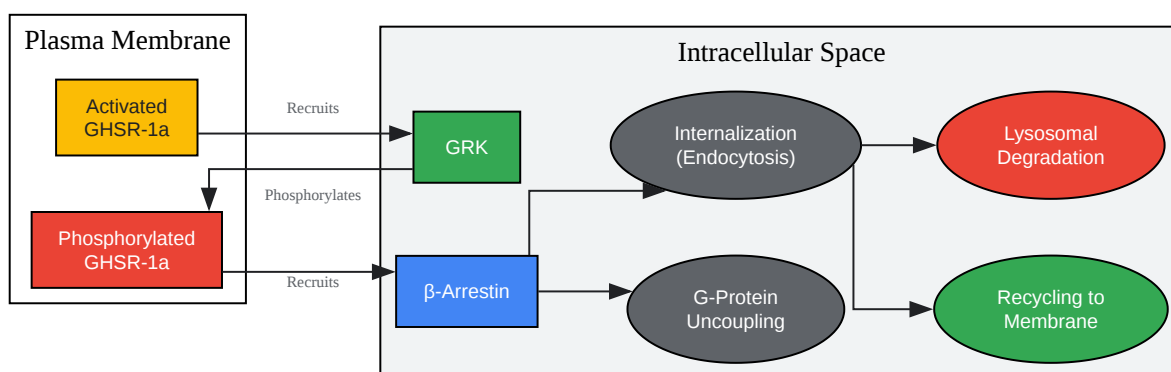 Plasma Membrane
Intracellular Space
Activated
GHSR-1a
Recruits
GRK
Internalization
(Endocytosis)
Lysosomal
Degradation
Phosphorylates
Phosphorylated
GHSR-1a
Recruits
β-Arrestin
G-Protein
Uncoupling
Recycling to
Membrane